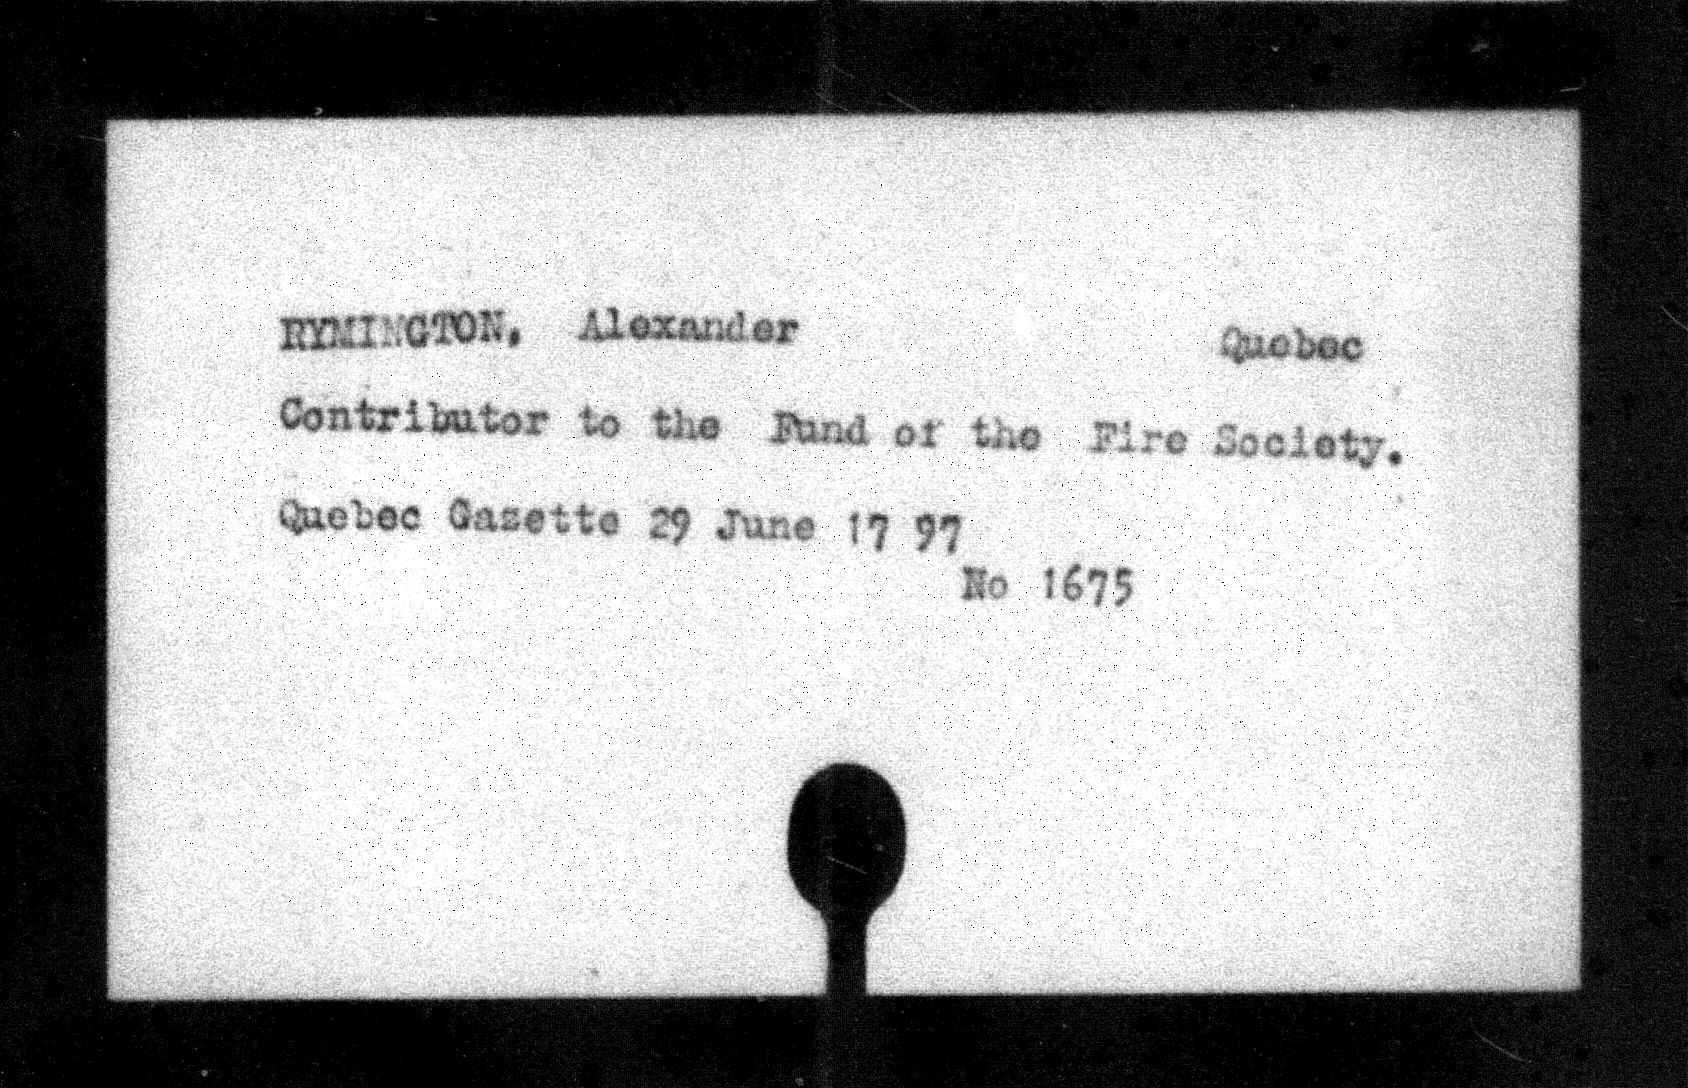 RYMINGTON, Alexander Quebec
Contributor to the Fund of the Fire Society.
Quebec Gazette 29 June 17 97
No 1675